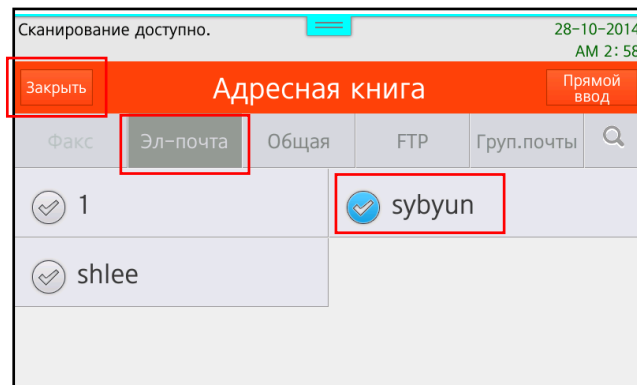 Сканирование доступно.
28-10-2014
AM 2:58
Закрыть
Адресная книга
Прямой
ввод
Факс
Эл-почта
Общая
FTP
Груп.почты
1
sybyun
shlee